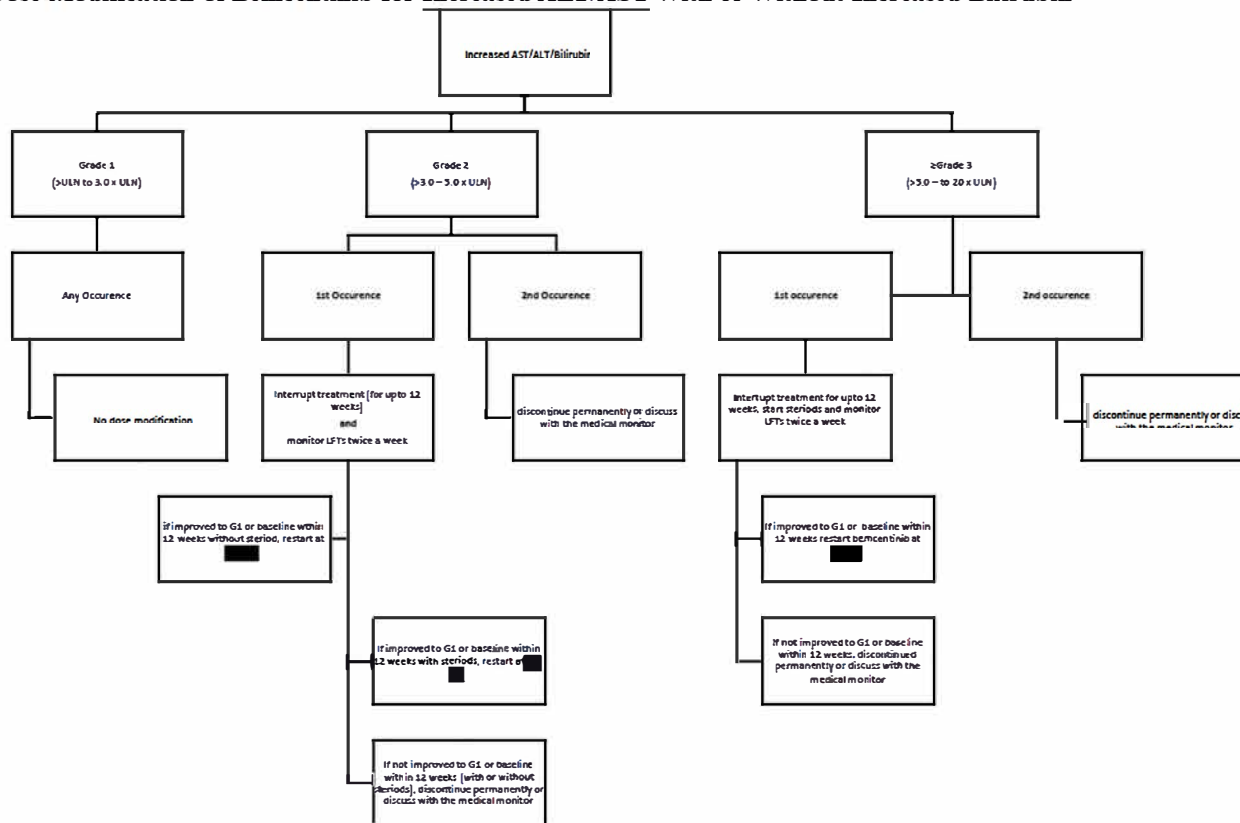 Increased AST/ALT/Bilirubin
Grade 1
(>ULN to 3.0 x ULN)
Grade 2
(>3.0 – 5.0 x ULN)
≥Grade 3
(>5.0 – to 20 x ULN)
Any Occurence
1st Occurence
2nd Occurence
1st occurence
2nd occurence
No dose modification
Interrupt treatment (for upto 12
weeks)
and
monitor LFTs twice a week
discontinue permanently or discuss
with the medical monitor
Interrupt treatment for upto 12
weeks, start steriods and monitor
LFTs twice a week
discontinue permanently or
with the medical monitor
if improved to G1 or baseline within
12 weeks without steriod, restart at
If improved to G1 or baseline within
12 weeks restart bemcentinib at
If improved to G1 or baseline within
12 weeks with steriods, restart at
If not improved to G1 or baseline
within 12 weeks, discontinued
permanently or discuss with the
medical monitor
If not improved to G1 or baseline
within 12 weeks (with or without
steriods), discontinue permanently or
discuss with the medical monitor